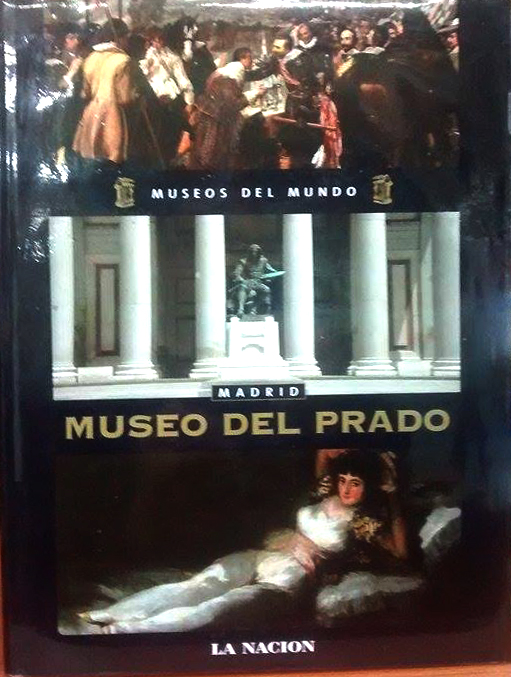 MUSEOS DEL MUNDO
MADRID
MUSEO DEL PRADO
LA NACION